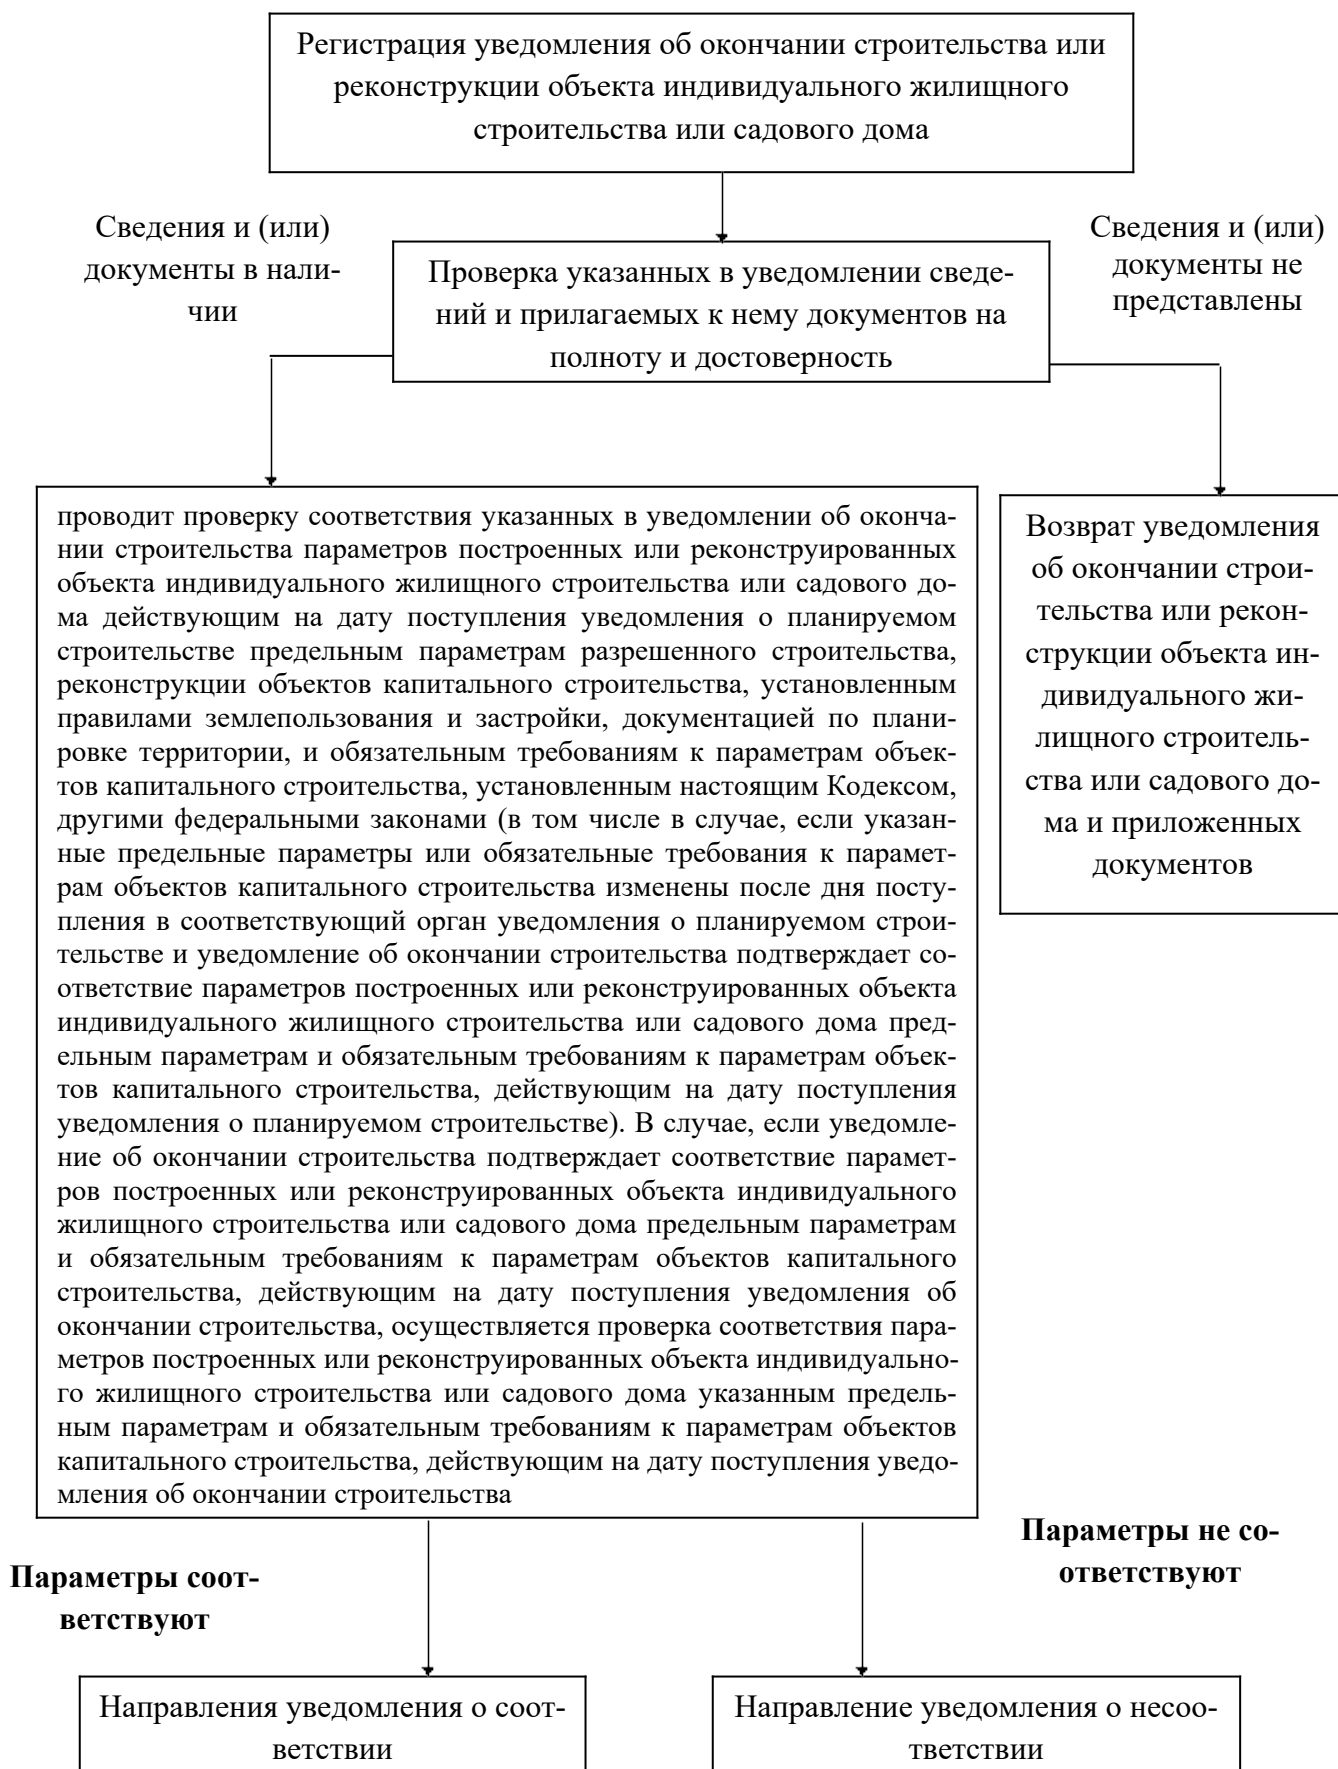 Регистрация уведомления об окончании строительства или
реконструкции объекта индивидуального жилищного
строительства или садового дома
Сведения и (или)
документы в нали-
чии
Проверка указанных в уведомлении сведе-
ний и прилагаемых к нему документов на
полноту и достоверность
Сведения и (или)
документы не
представлены
проводит проверку соответствия указанных в уведомлении об оконча-
нии строительства параметров построенных или реконструированных
объекта индивидуального жилищного строительства или садового до-
ма действующим на дату поступления уведомления о планируемом
строительстве предельным параметрам разрешенного строительства,
реконструкции объектов капитального строительства, установленным
правилами землепользования и застройки, документацией по плани-
ровке территории, и обязательным требованиям к параметрам объек-
тов капитального строительства, установленным настоящим Кодексом,
другими федеральными законами (в том числе в случае, если указан-
ные предельные параметры или обязательные требования к парамет-
рам объектов капитального строительства изменены после дня посту-
пления в соответствующий орган уведомления о планируемом строи-
тельстве и уведомление об окончании строительства подтверждает со-
ответствие параметров построенных или реконструированных объекта
индивидуального жилищного строительства или садового дома пред-
ельным параметрам и обязательным требованиям к параметрам объек-
тов капитального строительства, действующим на дату поступления
уведомления о планируемом строительстве). В случае, если уведомле-
ние об окончании строительства подтверждает соответствие парамет-
ров построенных или реконструированных объекта индивидуального
жилищного строительства или садового дома предельным параметрам
и обязательным требованиям к параметрам объектов капитального
строительства, действующим на дату поступления уведомления об
окончании строительства, осуществляется проверка соответствия пара-
метров построенных или реконструированных объекта индивидуально-
го жилищного строительства или садового дома указанным предель-
ным параметрам и обязательным требованиям к параметрам объектов
капитального строительства, действующим на дату поступления уведо-
мления об окончании строительства
Возврат уведомления
об окончании строи-
тельства или рекон-
струкции объекта ин-
дивидуального жи-
лищного строитель-
ства или садового до-
ма и приложенных
документов
Параметры соот-
ветствуют
Параметры не со-
ответствуют
Направления уведомления о соот-
ветствии
Направление уведомления о несоо-
тветствии